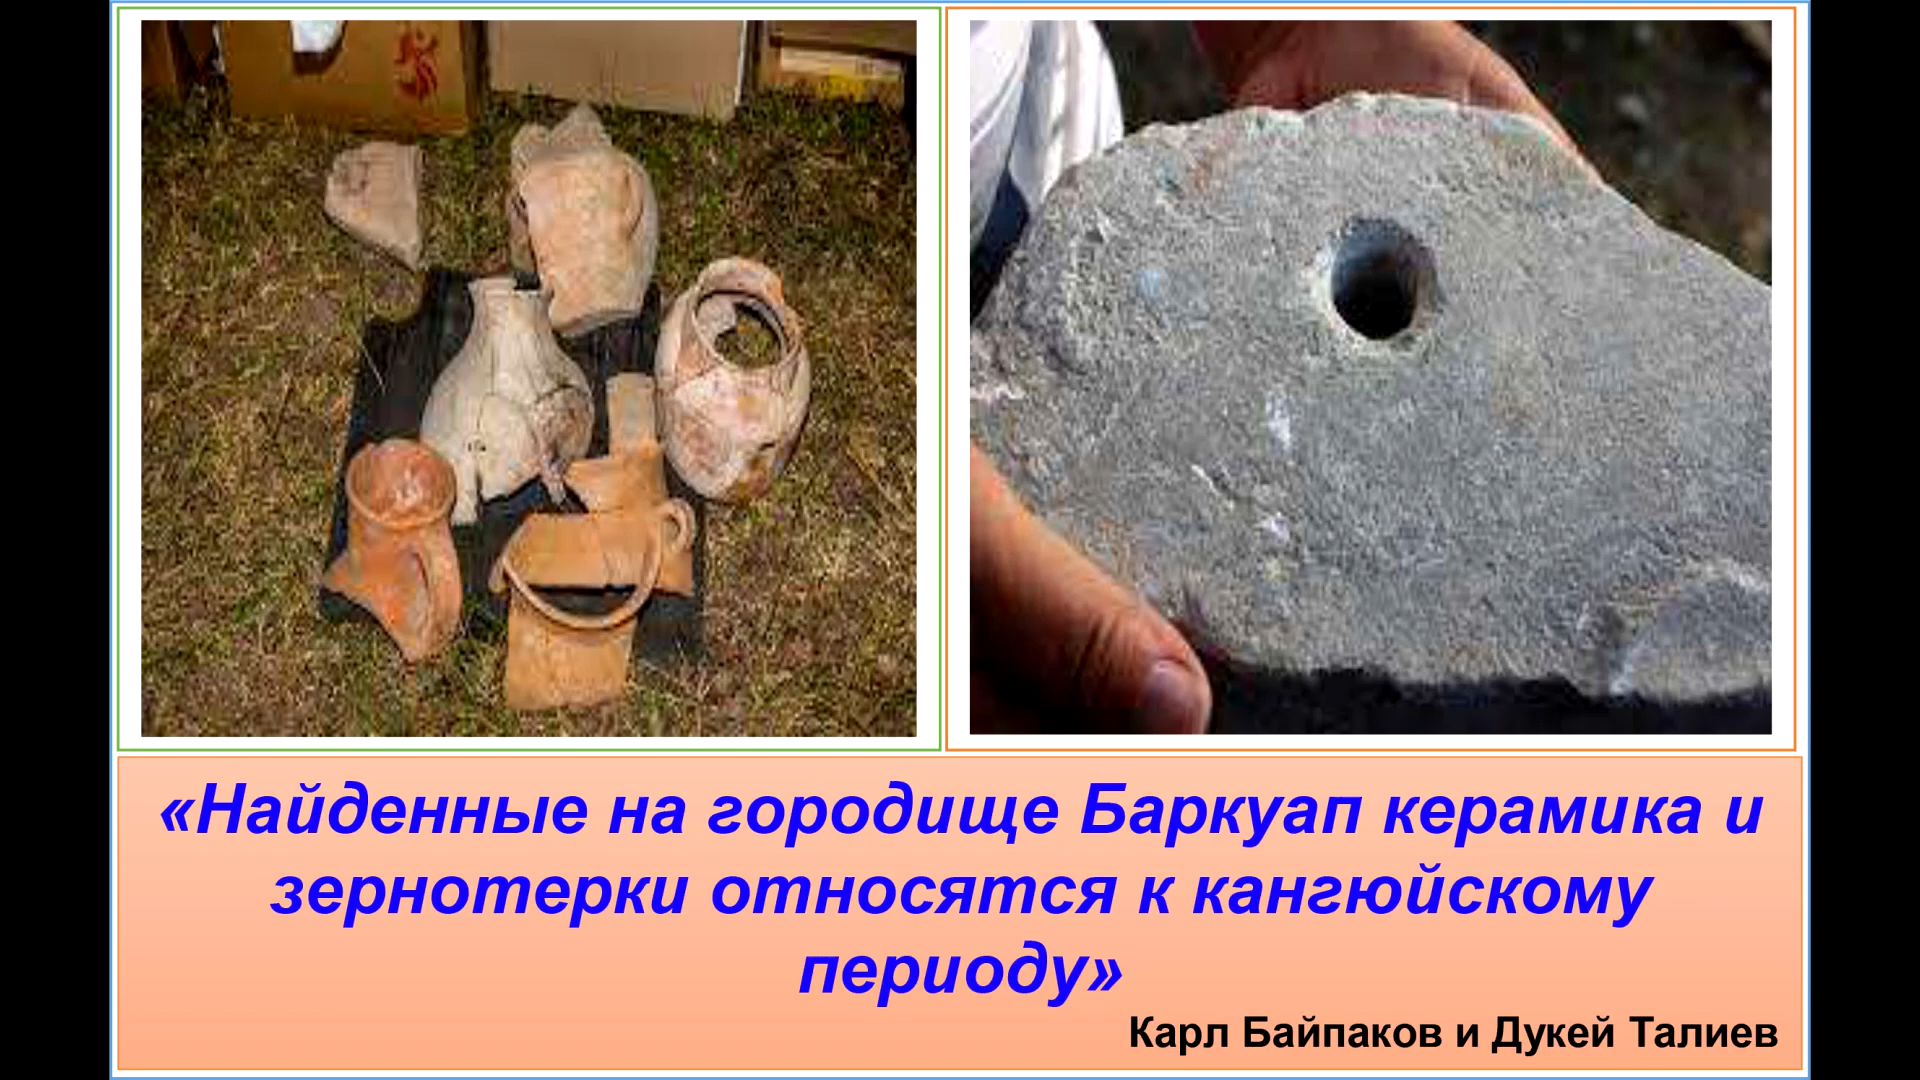 «Найденные на городище Баркуап керамика и
зернотерки относятся к кангюйскому
периоду»
Карл Байпаков и Дукей Талиев